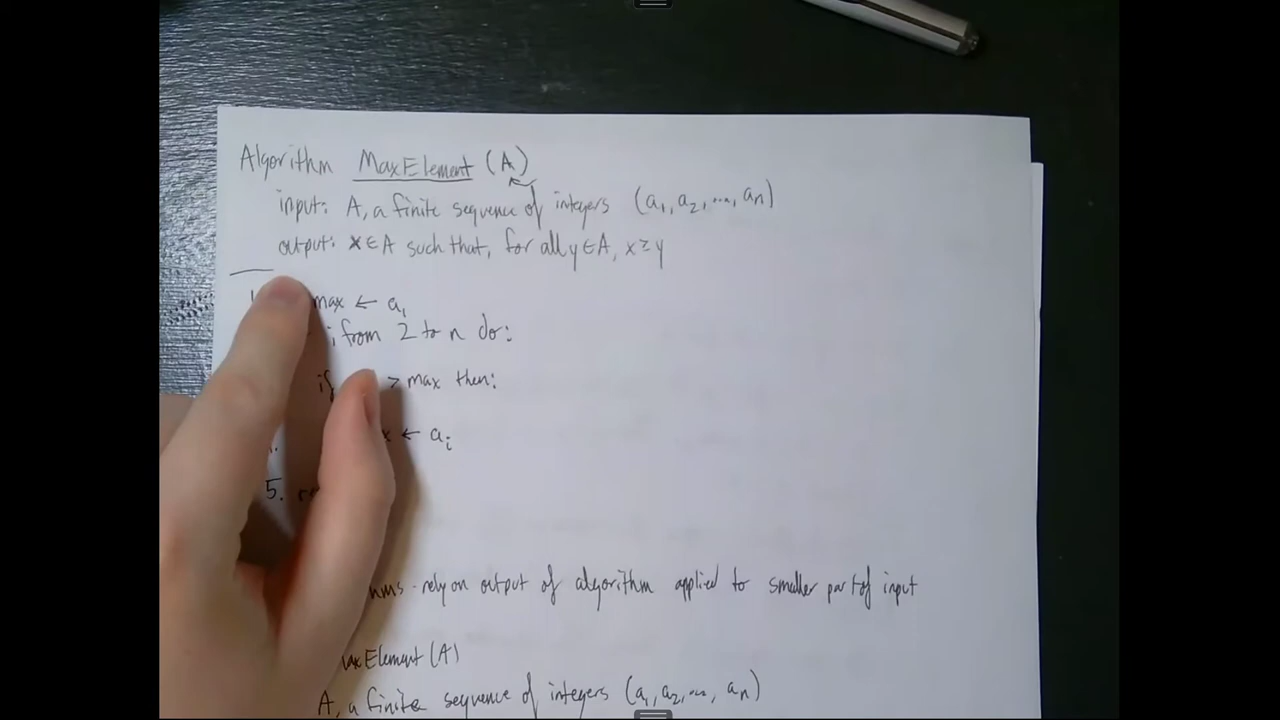 Algorithm MaxElement (A)
input: A, a finite sequence of integers (a₁, a₂, ..., aₙ)
output: x ∈ A such that, for all y ∈ A, x ≥ y
max ← a₁
i from 2 to n do:
if > max then:
← aᵢ
5.
- rely on output of algorithm applied to smaller part of input
Element (A)
A, a finite sequence of integers (a₁, a₂, ..., aₙ)